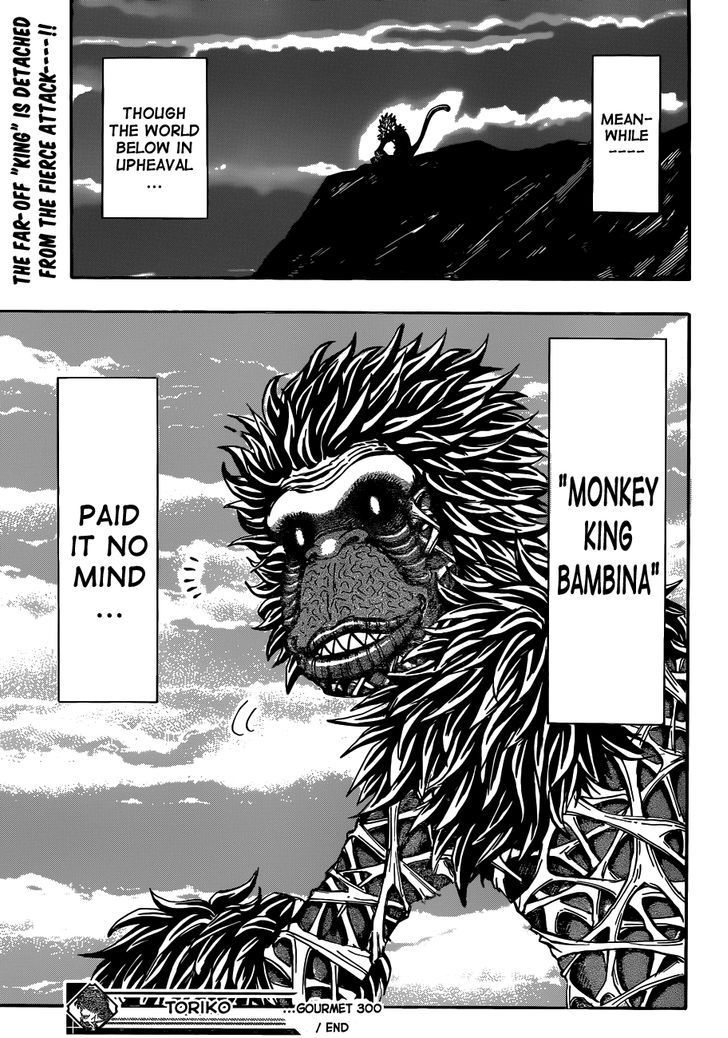 THE FAR-OFF "KING" IS DETACHED
FROM THE FIERCE ATTACK----!!
MEAN-
WHILE
----
THOUGH
THE WORLD
BELOW IN
UPHEAVAL
...
"MONKEY
KING
BAMBINA"
PAID
IT NO
MIND
...
TORIKO
...GOURMET 300
/ END